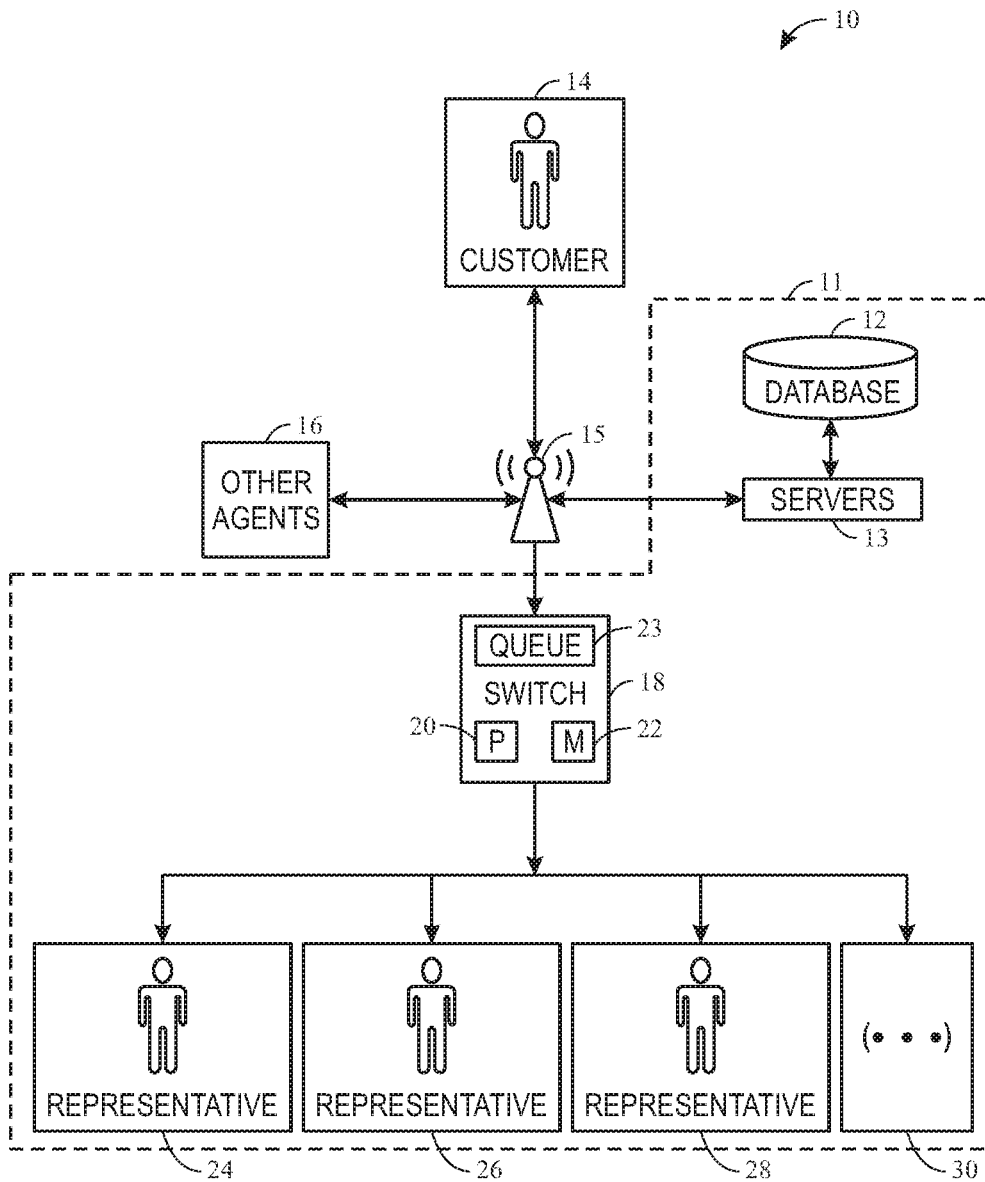 10
14
CUSTOMER
11
12
DATABASE
16
15
OTHER
AGENTS
SERVERS
13
QUEUE
23
SWITCH
18
20
P
M
22
(• • •)
REPRESENTATIVE
REPRESENTATIVE
REPRESENTATIVE
24
26
28
30